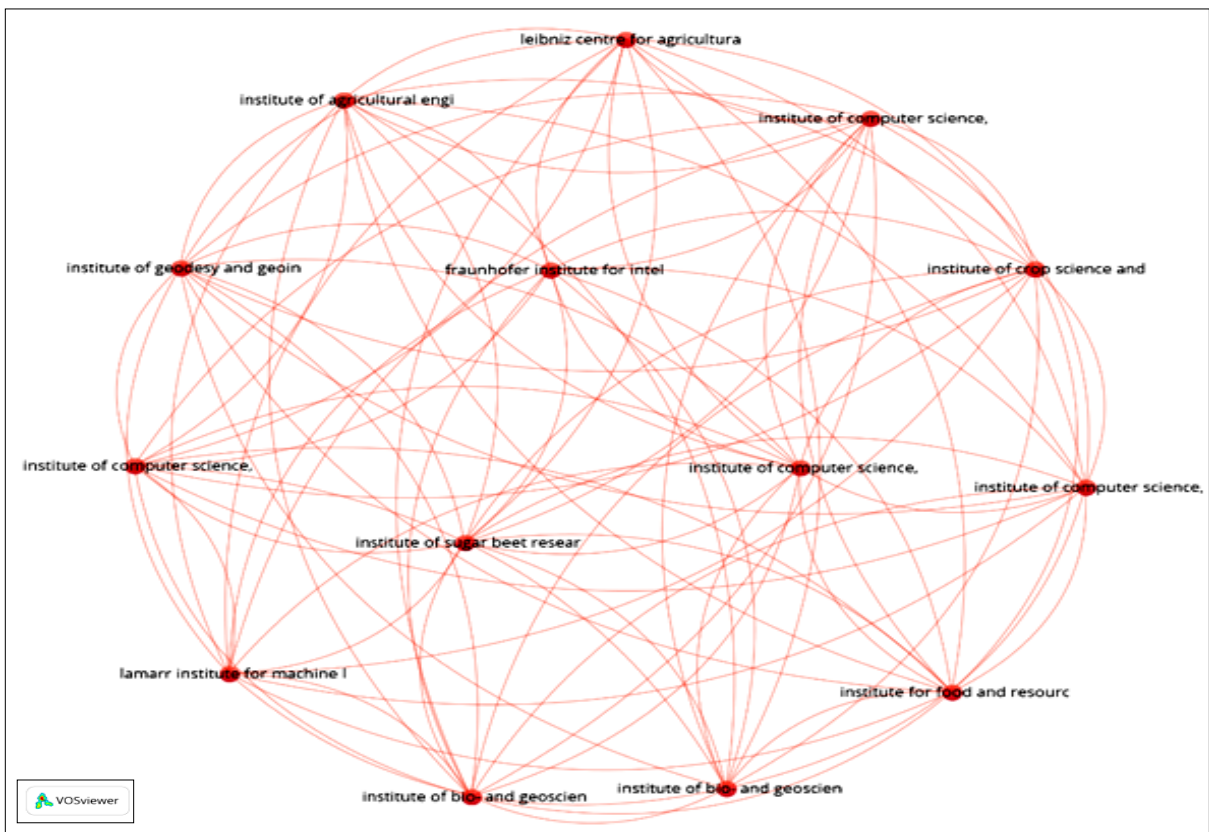 leibniz centre for agricultura
institute of agricultural engi
institute of computer science,
institute of geodesy and geoin
fraunhofer institute for intel
institute of crop science and
institute of computer science,
institute of computer science,
institute of computer science,
institute of sugar beet resear
lamarr institute for machine l
institute for food and resourc
institute of bio- and geoscien
institute of bio- and geoscien
VOSviewer